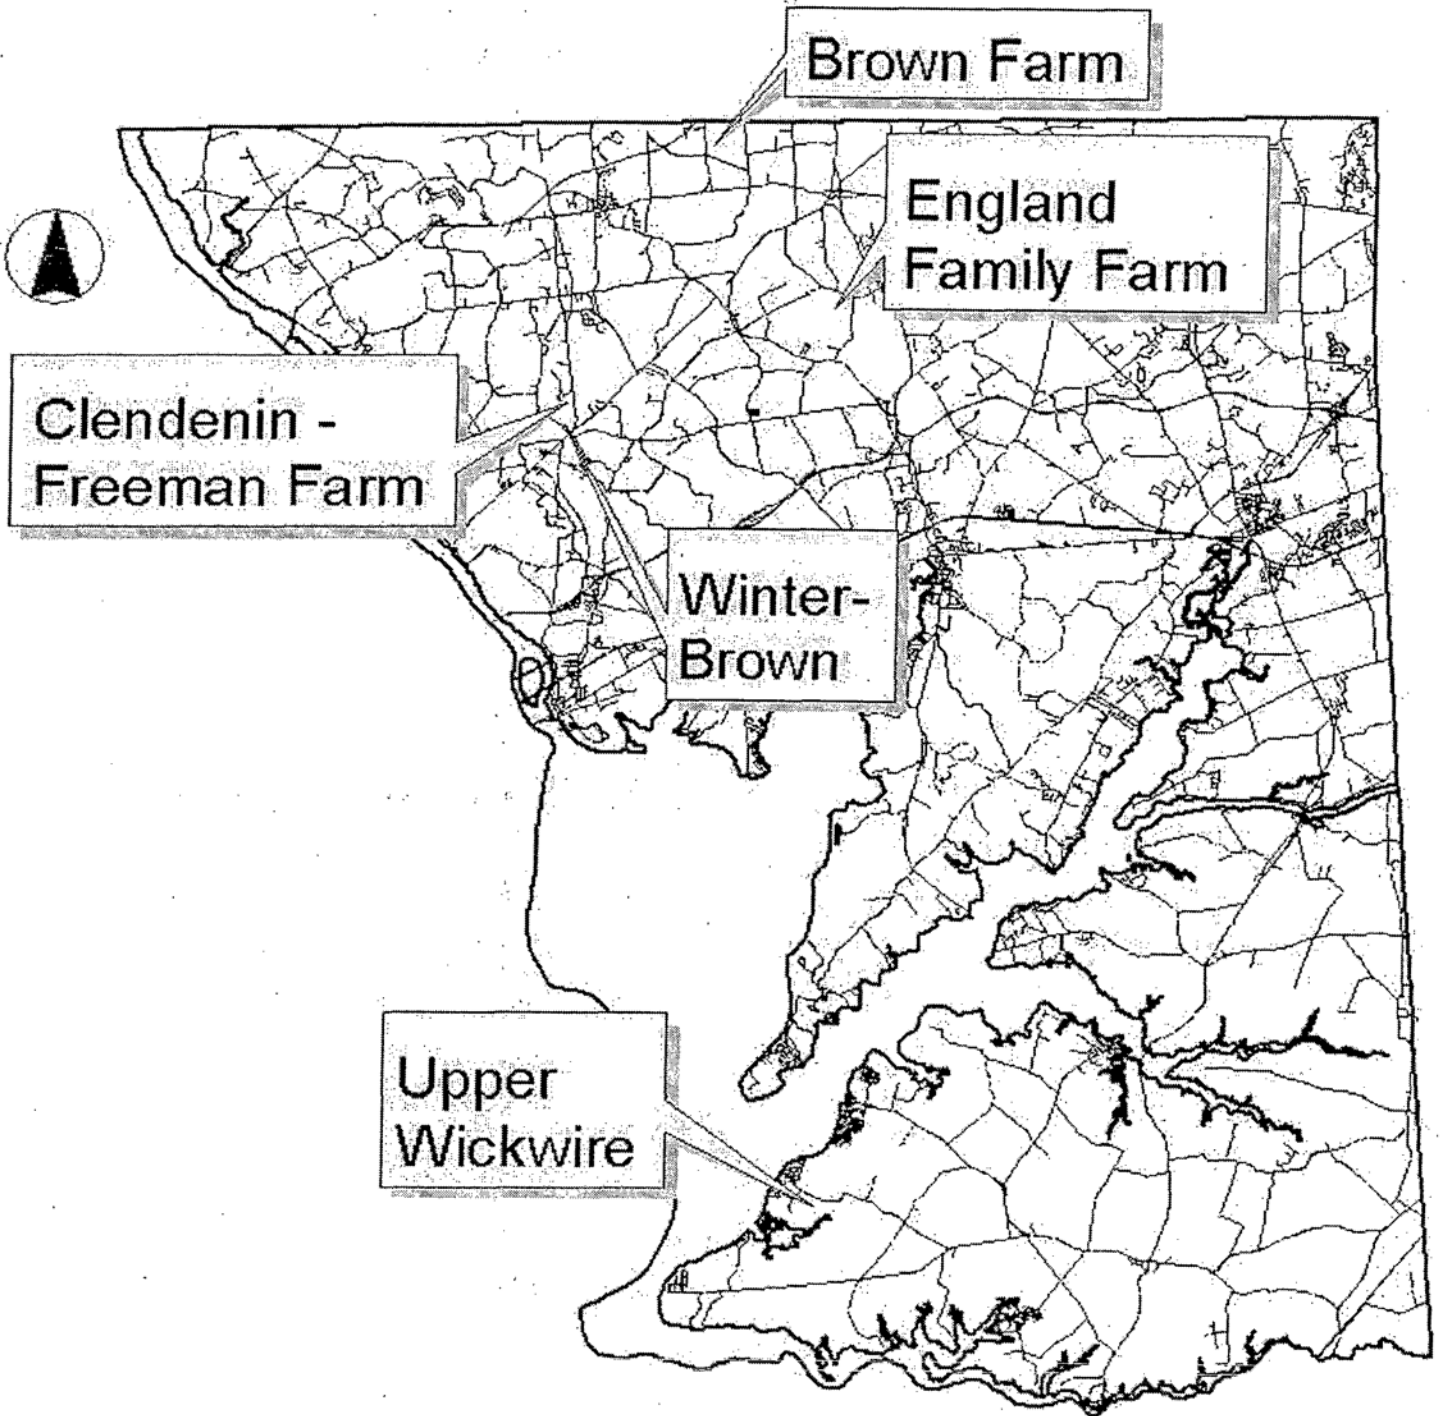 Brown Farm
England
Family Farm
Clendenin -
Freeman Farm
Winter-
Brown
Upper
Wickwire